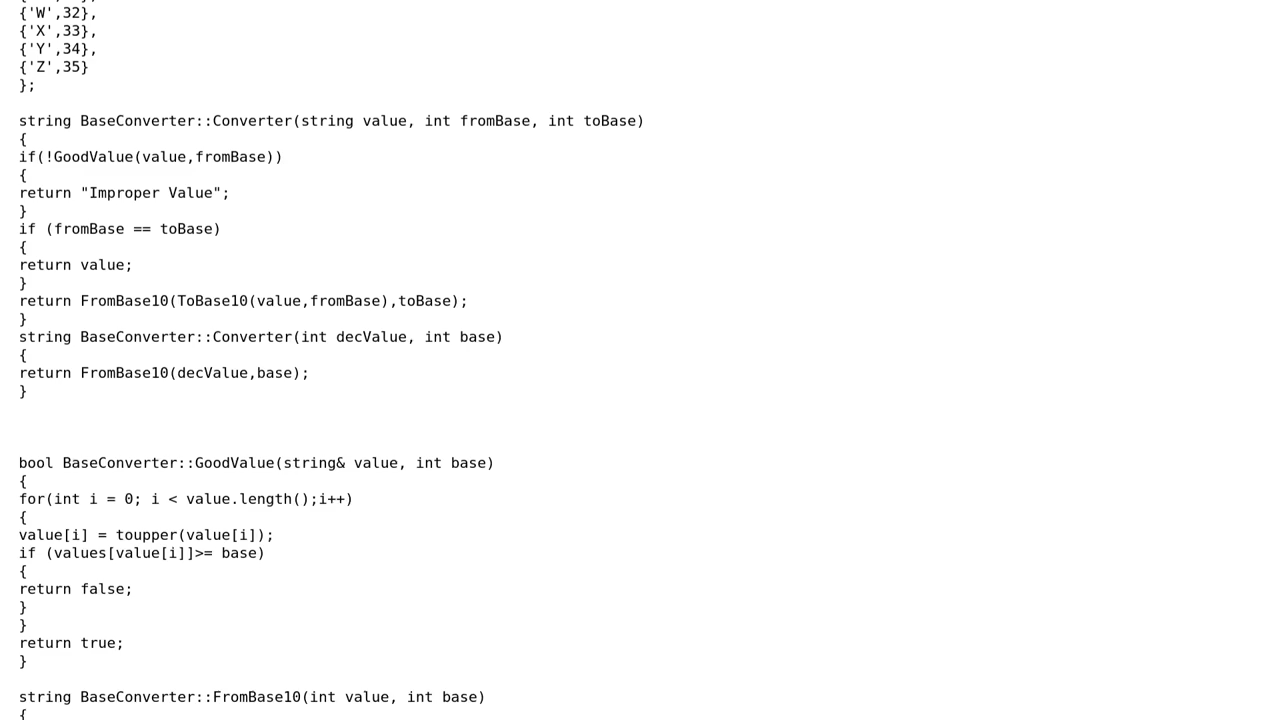 {'W',32},
{'X',33},
{'Y',34},
{'Z',35}
};
string BaseConverter::Converter(string value, int fromBase, int toBase)
{
if(!GoodValue(value,fromBase))
{
return "Improper Value";
}
if (fromBase == toBase)
{
return value;
}
return FromBase10(ToBase10(value,fromBase),toBase);
}
string BaseConverter::Converter(int decValue, int base)
{
return FromBase10(decValue,base);
}
bool BaseConverter::GoodValue(string& value, int base)
{
for(int i = 0; i < value.length();i++)
{
value[i] = toupper(value[i]);
if (values[value[i]]>= base)
{
return false;
}
}
return true;
}
string BaseConverter::FromBase10(int value, int base)
{